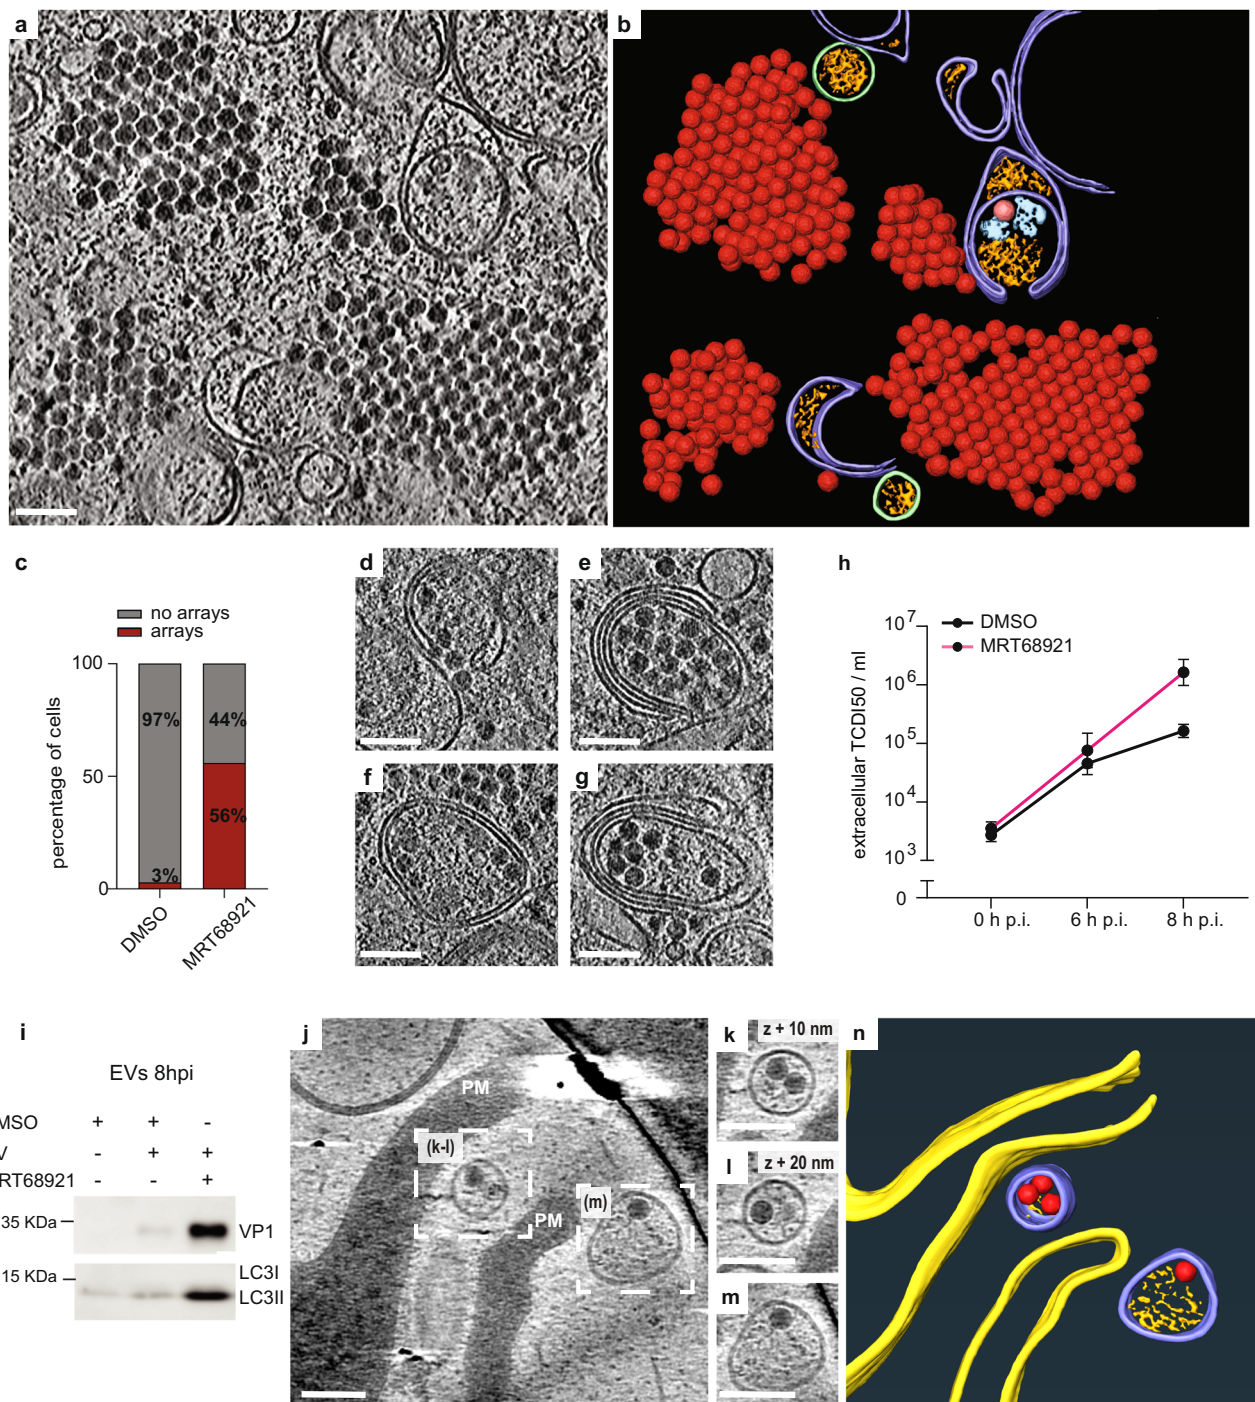 a
b
c
no arrays
arrays
percentage of cells
100
50
0
97%
3%
44%
56%
DMSO
MRT68921
d
e
f
g
h
DMSO
MRT68921
extracellular TCDI50 / ml
10^7
10^6
10^5
10^4
10^3
0
0 h p.i.
6 h p.i.
8 h p.i.
i
EVs 8hpi
MSO + + -
V - + +
RT68921 - - +
35 KDa
VP1
15 KDa
LC3I
LC3II
j
PM
(k-l)
PM
(m)
k
z + 10 nm
l
z + 20 nm
m
n